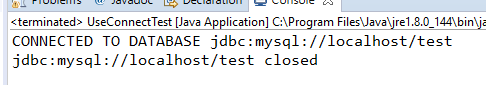 Problems @ Javadoc Declaration Console
<terminated> UseConnectTest [Java Application] C:\Program Files\Java\jre1.8.0_144\bin\ja
CONNECTED TO DATABASE jdbc:mysql://localhost/test
jdbc:mysql://localhost/test closed